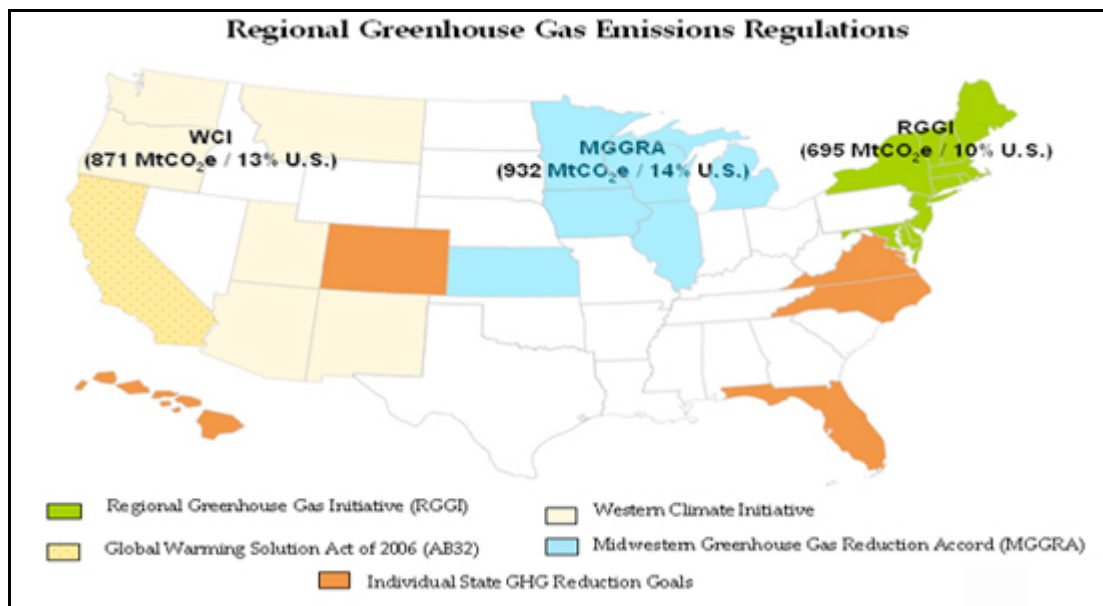 Regional Greenhouse Gas Emissions Regulations
WCI
(871 MtCO₂e / 13% U.S.)
MGGRA
(932 MtCO₂e / 14% U.S.)
RGGI
(695 MtCO₂e / 10% U.S.)
Regional Greenhouse Gas Initiative (RGGI)
Western Climate Initiative
Global Warming Solution Act of 2006 (AB32)
Midwestern Greenhouse Gas Reduction Accord (MGGRA)
Individual State GHG Reduction Goals